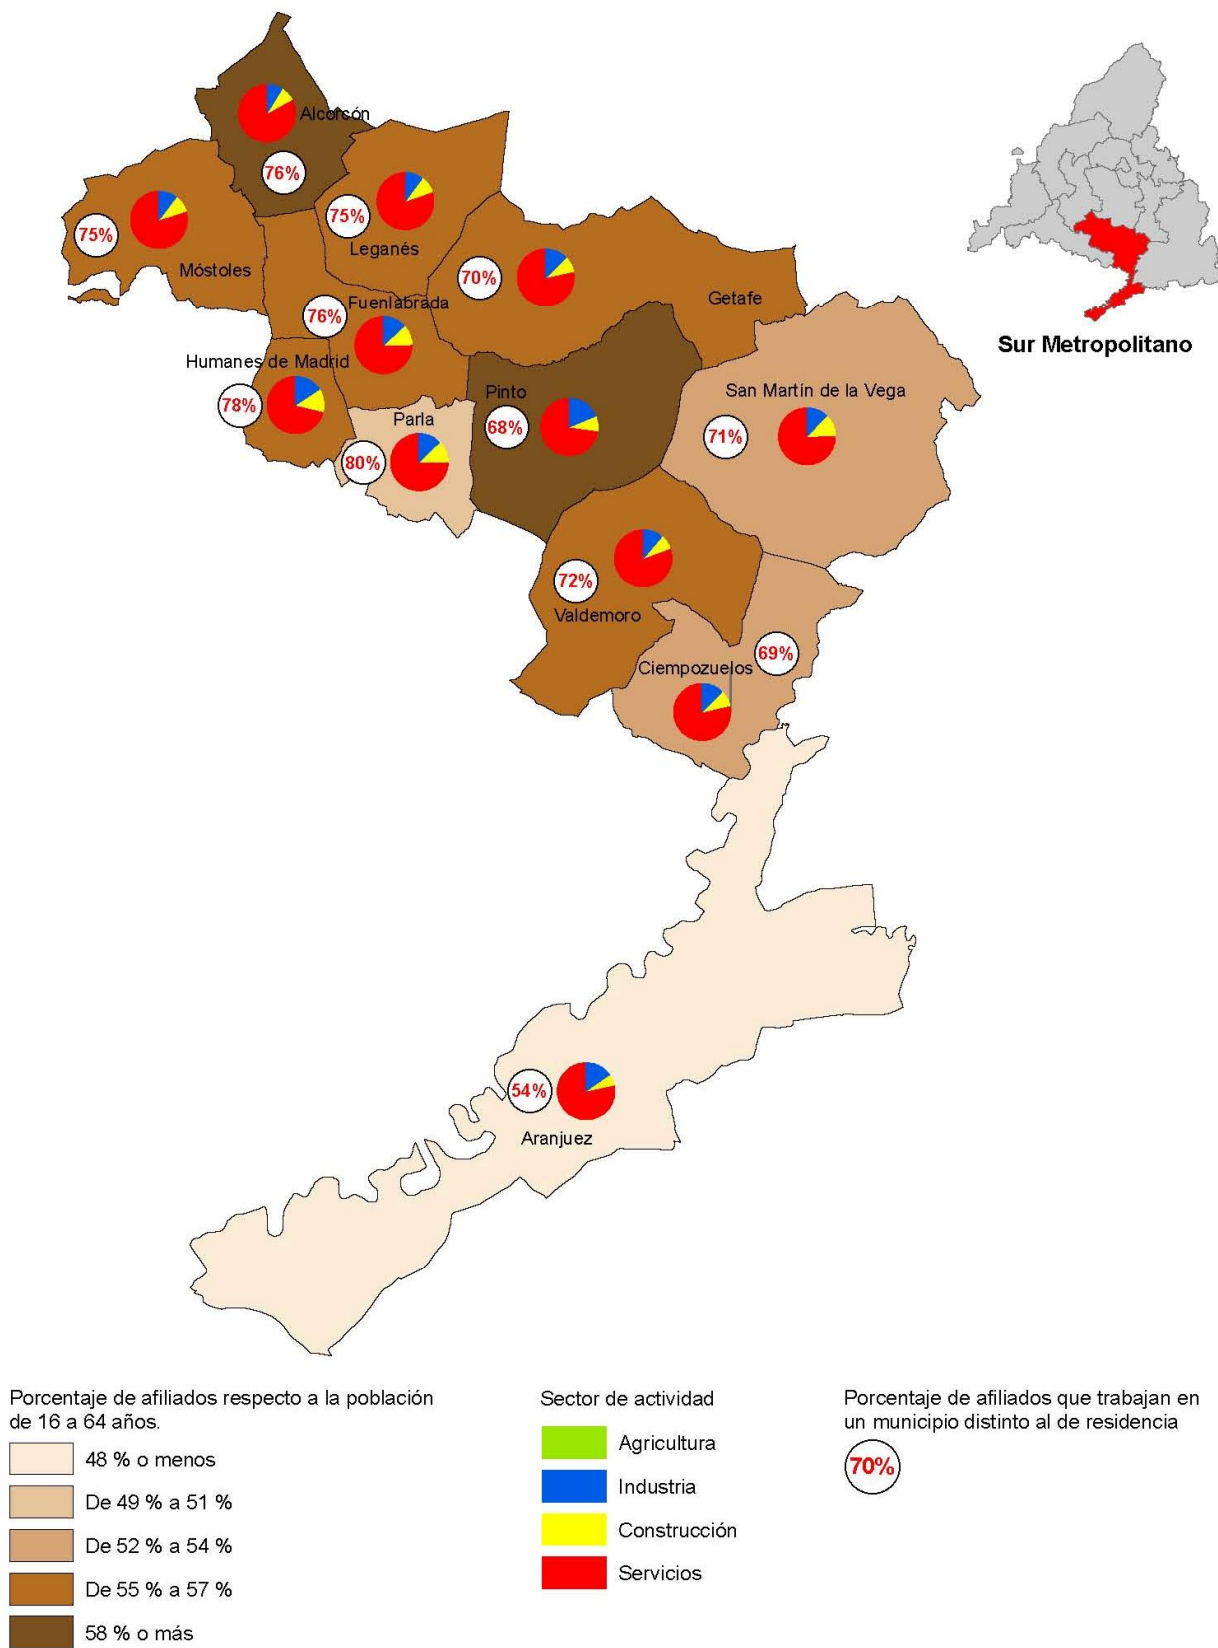 Alcorcón
76%
75%
Leganés
75%
Móstoles
70%
Getafe
Fuenlabrada
76%
Sur Metropolitano
Humanes de Madrid
78%
Pinto
68%
San Martín de la Vega
71%
Parla
80%
72%
Valdemoro
69%
Ciempozuelos
54%
Aranjuez
Porcentaje de afiliados respecto a la población
de 16 a 64 años.
48 % o menos
De 49 % a 51 %
De 52 % a 54 %
De 55 % a 57 %
58 % o más
Sector de actividad
Agricultura
Industria
Construcción
Servicios
Porcentaje de afiliados que trabajan en
un municipio distinto al de residencia
70%